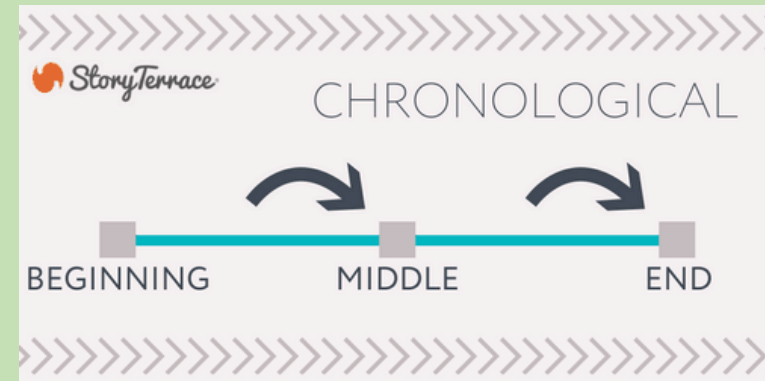 StoryTerrace
CHRONOLOGICAL
BEGINNING MIDDLE END